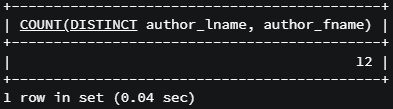 +--------------------------------------------+
| COUNT(DISTINCT author_lname, author_fname) |
+--------------------------------------------+
|                                         12 |
+--------------------------------------------+
1 row in set (0.04 sec)